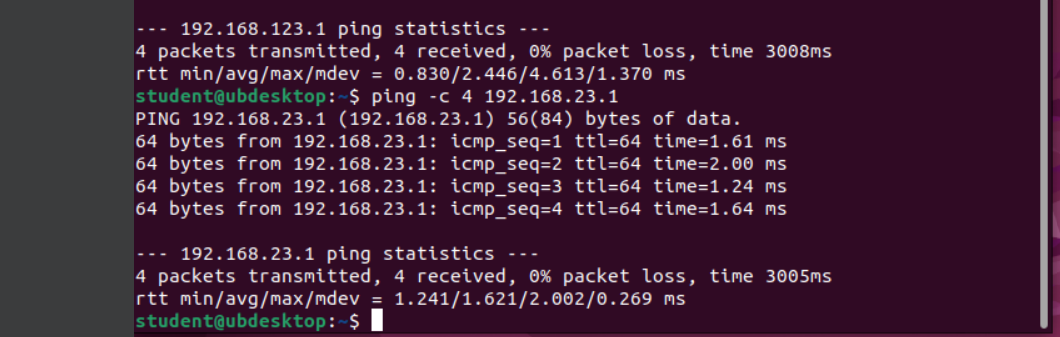 --- 192.168.123.1 ping statistics ---
4 packets transmitted, 4 received, 0% packet loss, time 3008ms
rtt min/avg/max/mdev = 0.830/2.446/4.613/1.370 ms
student@ubdesktop:~$ ping -c 4 192.168.23.1
PING 192.168.23.1 (192.168.23.1) 56(84) bytes of data.
64 bytes from 192.168.23.1: icmp_seq=1 ttl=64 time=1.61 ms
64 bytes from 192.168.23.1: icmp_seq=2 ttl=64 time=2.00 ms
64 bytes from 192.168.23.1: icmp_seq=3 ttl=64 time=1.24 ms
64 bytes from 192.168.23.1: icmp_seq=4 ttl=64 time=1.64 ms
--- 192.168.23.1 ping statistics ---
4 packets transmitted, 4 received, 0% packet loss, time 3005ms
rtt min/avg/max/mdev = 1.241/1.621/2.002/0.269 ms
student@ubdesktop:~$